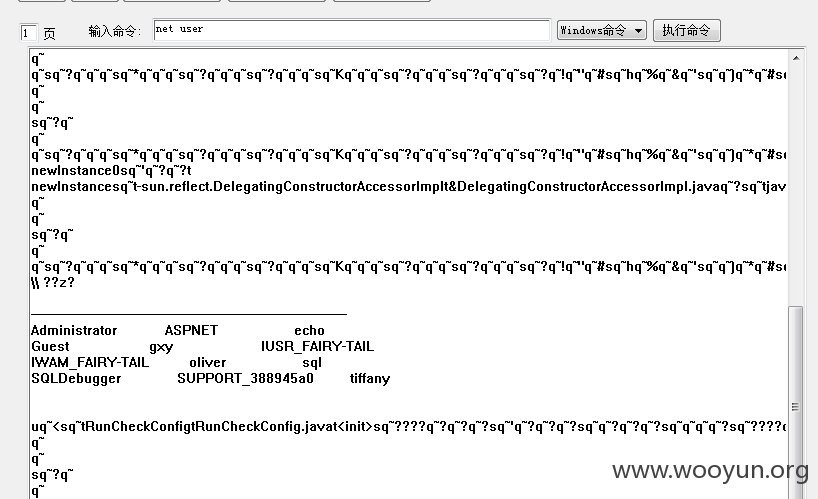 1 页 输入命令: net user Windows命令 执行命令
q~
q~sq~?q~q~q~sq~*q~q~q~sq~?q~q~q~sq~?q~q~q~sq~Kq~?q~q~q~sq~?q~q~q~sq~?q~!q~''q~#sq~hq~%q~&q~'sq~q~)q~*q~#sq
q~
q~
sq~?q~
q~
q~sq~?q~q~q~sq~*q~q~q~sq~?q~q~q~sq~?q~q~q~sq~Kq~?q~q~q~sq~?q~q~q~sq~?q~!q~''q~#sq~hq~%q~&q~'sq~q~)q~*q~#sq
newInstance0sq~'q~?q~?t
newInstancesq~t-sun.reflect.DelegatingConstructorAccessorImplt&DelegatingConstructorAccessorImpl.javaq~?sq~tjav
q~
q~
sq~?q~
q~
q~sq~?q~q~q~sq~*q~q~q~sq~?q~q~q~sq~?q~q~q~sq~Kq~?q~q~q~sq~?q~q~q~sq~?q~!q~''q~#sq~hq~%q~&q~'sq~q~)q~*q~#sq
\\ ??z?
Administrator ASPNET echo
Guest gxy IUSR_FAIRY-TAIL
IWAM_FAIRY-TAIL oliver sql
SQLDebugger SUPPORT_388945a0 tiffany
uq~<sq~tRunCheckConfigtRunCheckConfig.javat<init>sq~????q~?q~?q~?sq~'q~?q~?q~?sq~q~?q~?q~?sq~q~q~q~?sq~????q
q~
q~
sq~?q~
q~
www.wooyun.org